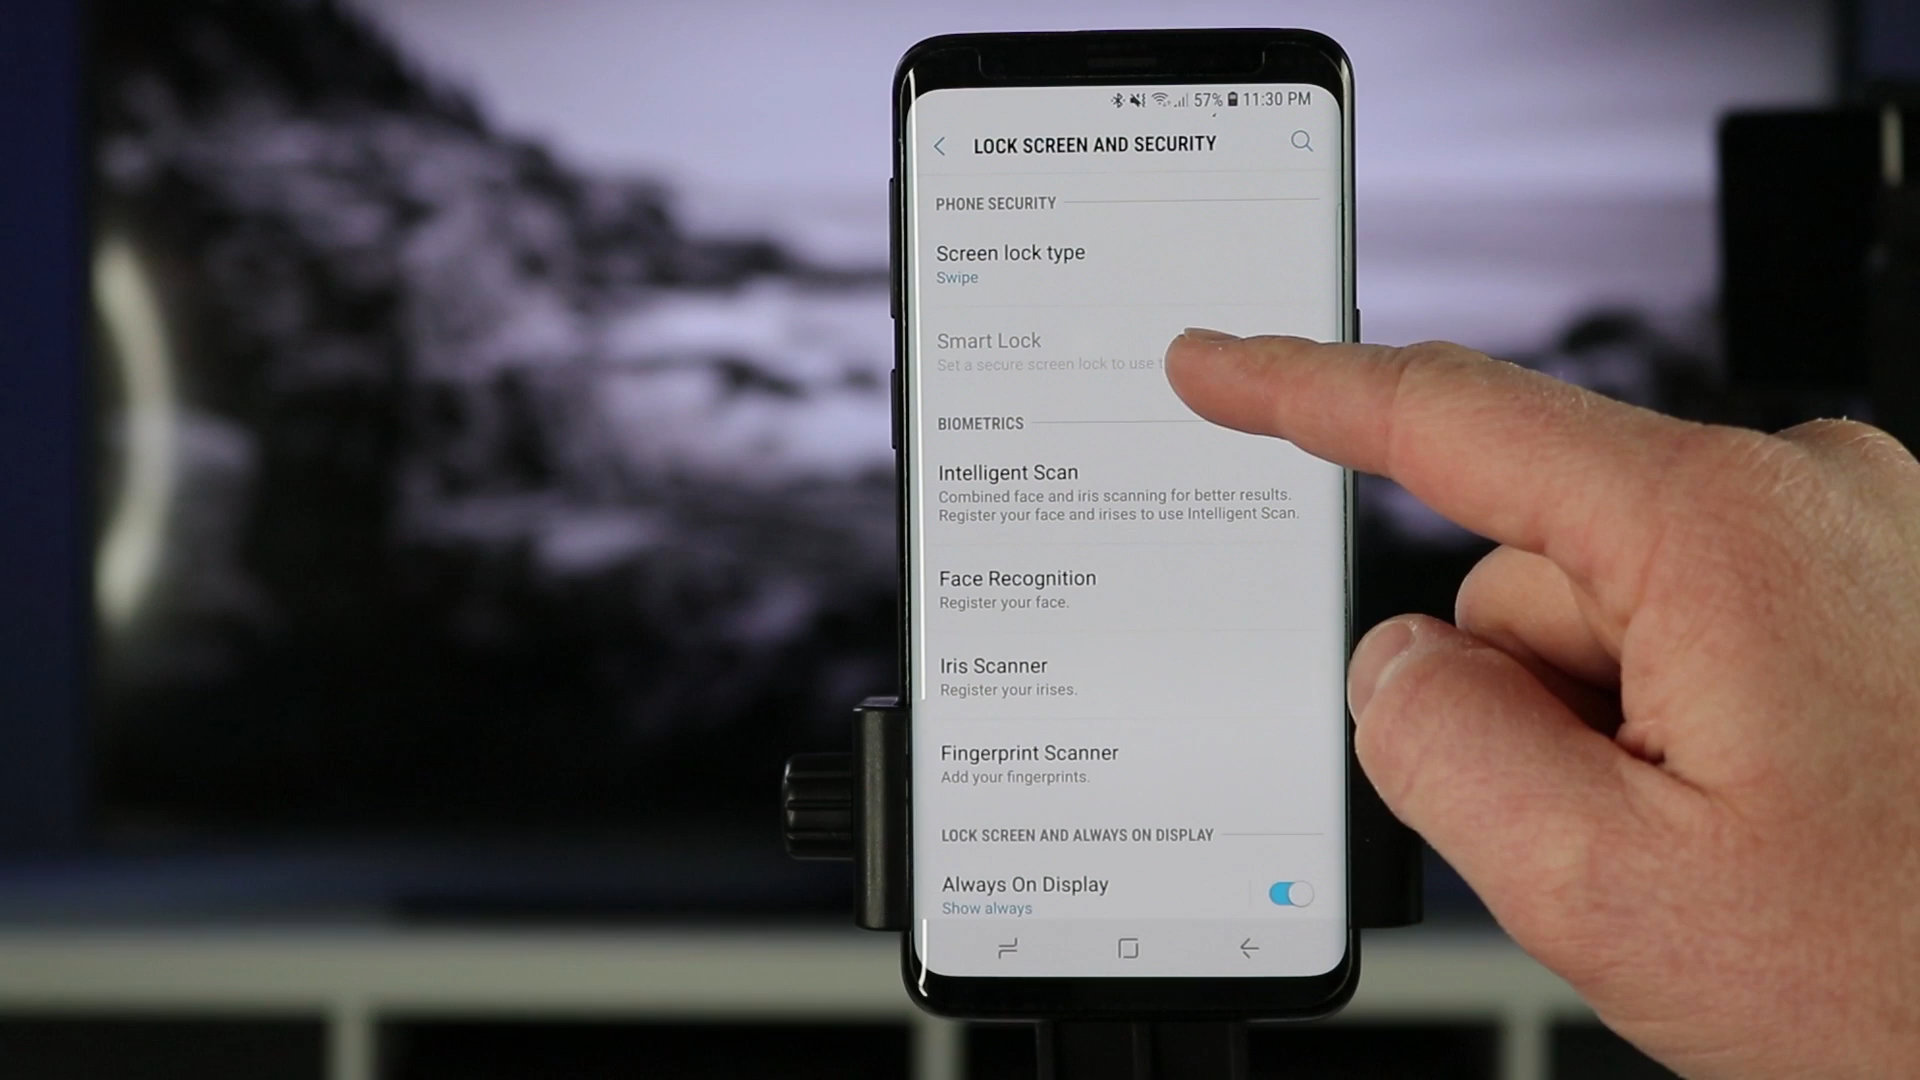 57% 11:30 PM
LOCK SCREEN AND SECURITY
PHONE SECURITY
Screen lock type
Swipe
Smart Lock
Set a secure screen lock to use
BIOMETRICS
Intelligent Scan
Combined face and iris scanning for better results.
Register your face and irises to use Intelligent Scan.
Face Recognition
Register your face.
Iris Scanner
Register your irises.
Fingerprint Scanner
Add your fingerprints.
LOCK SCREEN AND ALWAYS ON DISPLAY
Always On Display
Show always